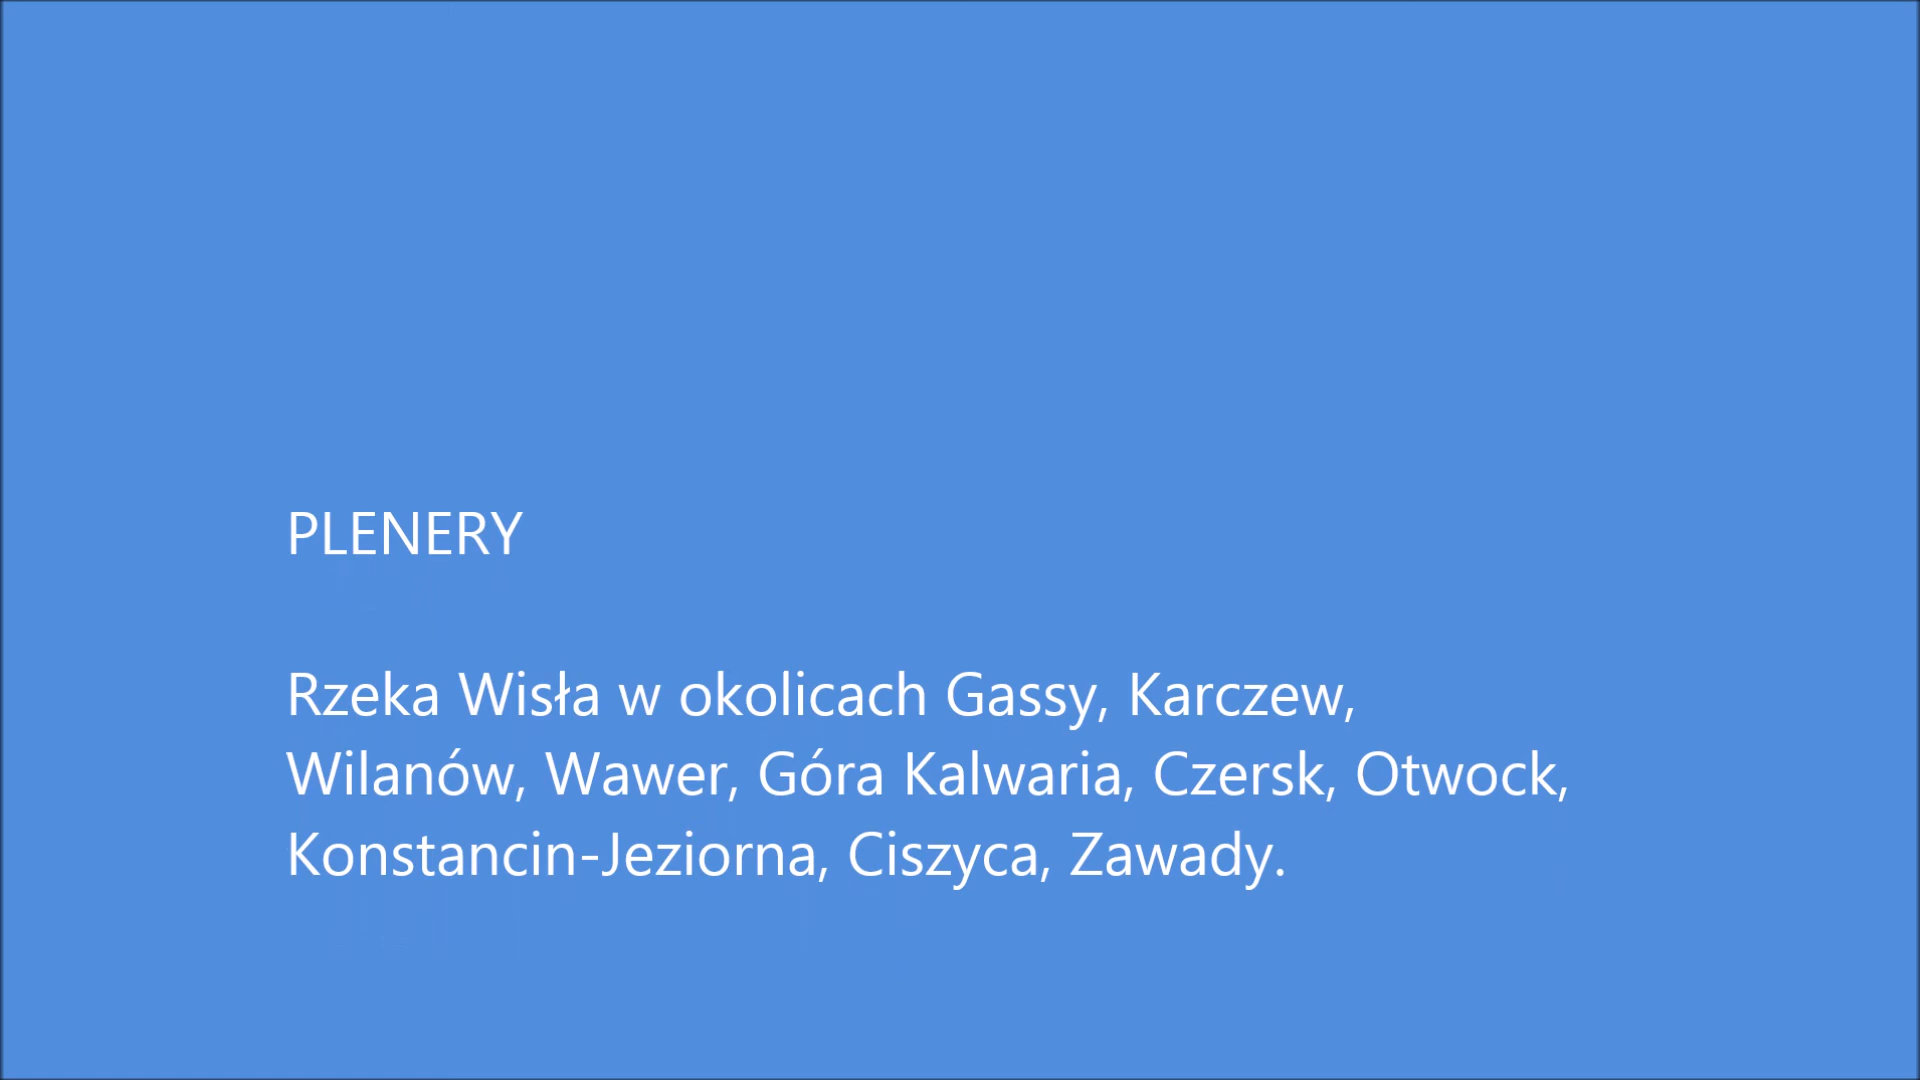 PLENERY
Rzeka Wisła w okolicach Gassy, Karczew,
Wilanów, Wawer, Góra Kalwaria, Czersk, Otwock,
Konstancin-Jeziorna, Ciszyca, Zawady.